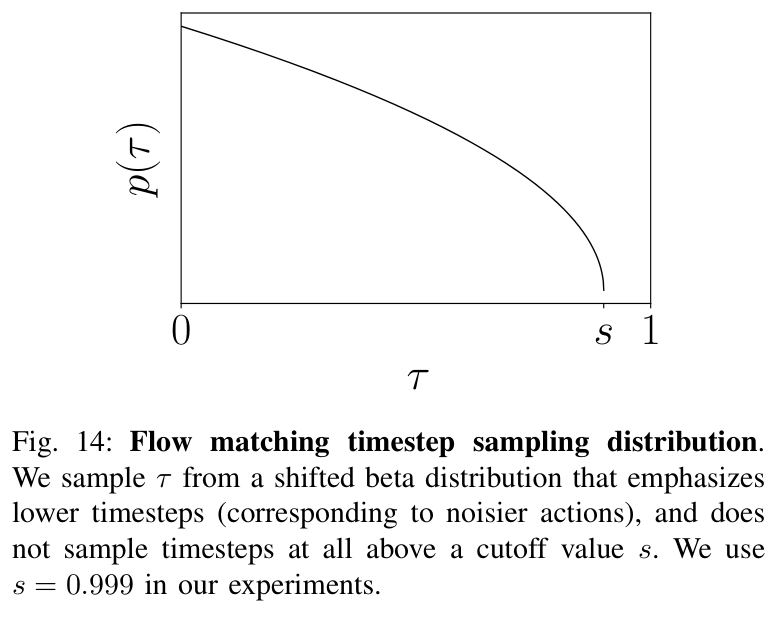 p(τ)
0 s 1
τ
Fig. 14: Flow matching timestep sampling distribution.
We sample τ from a shifted beta distribution that emphasizes
lower timesteps (corresponding to noisier actions), and does
not sample timesteps at all above a cutoff value s. We use
s = 0.999 in our experiments.